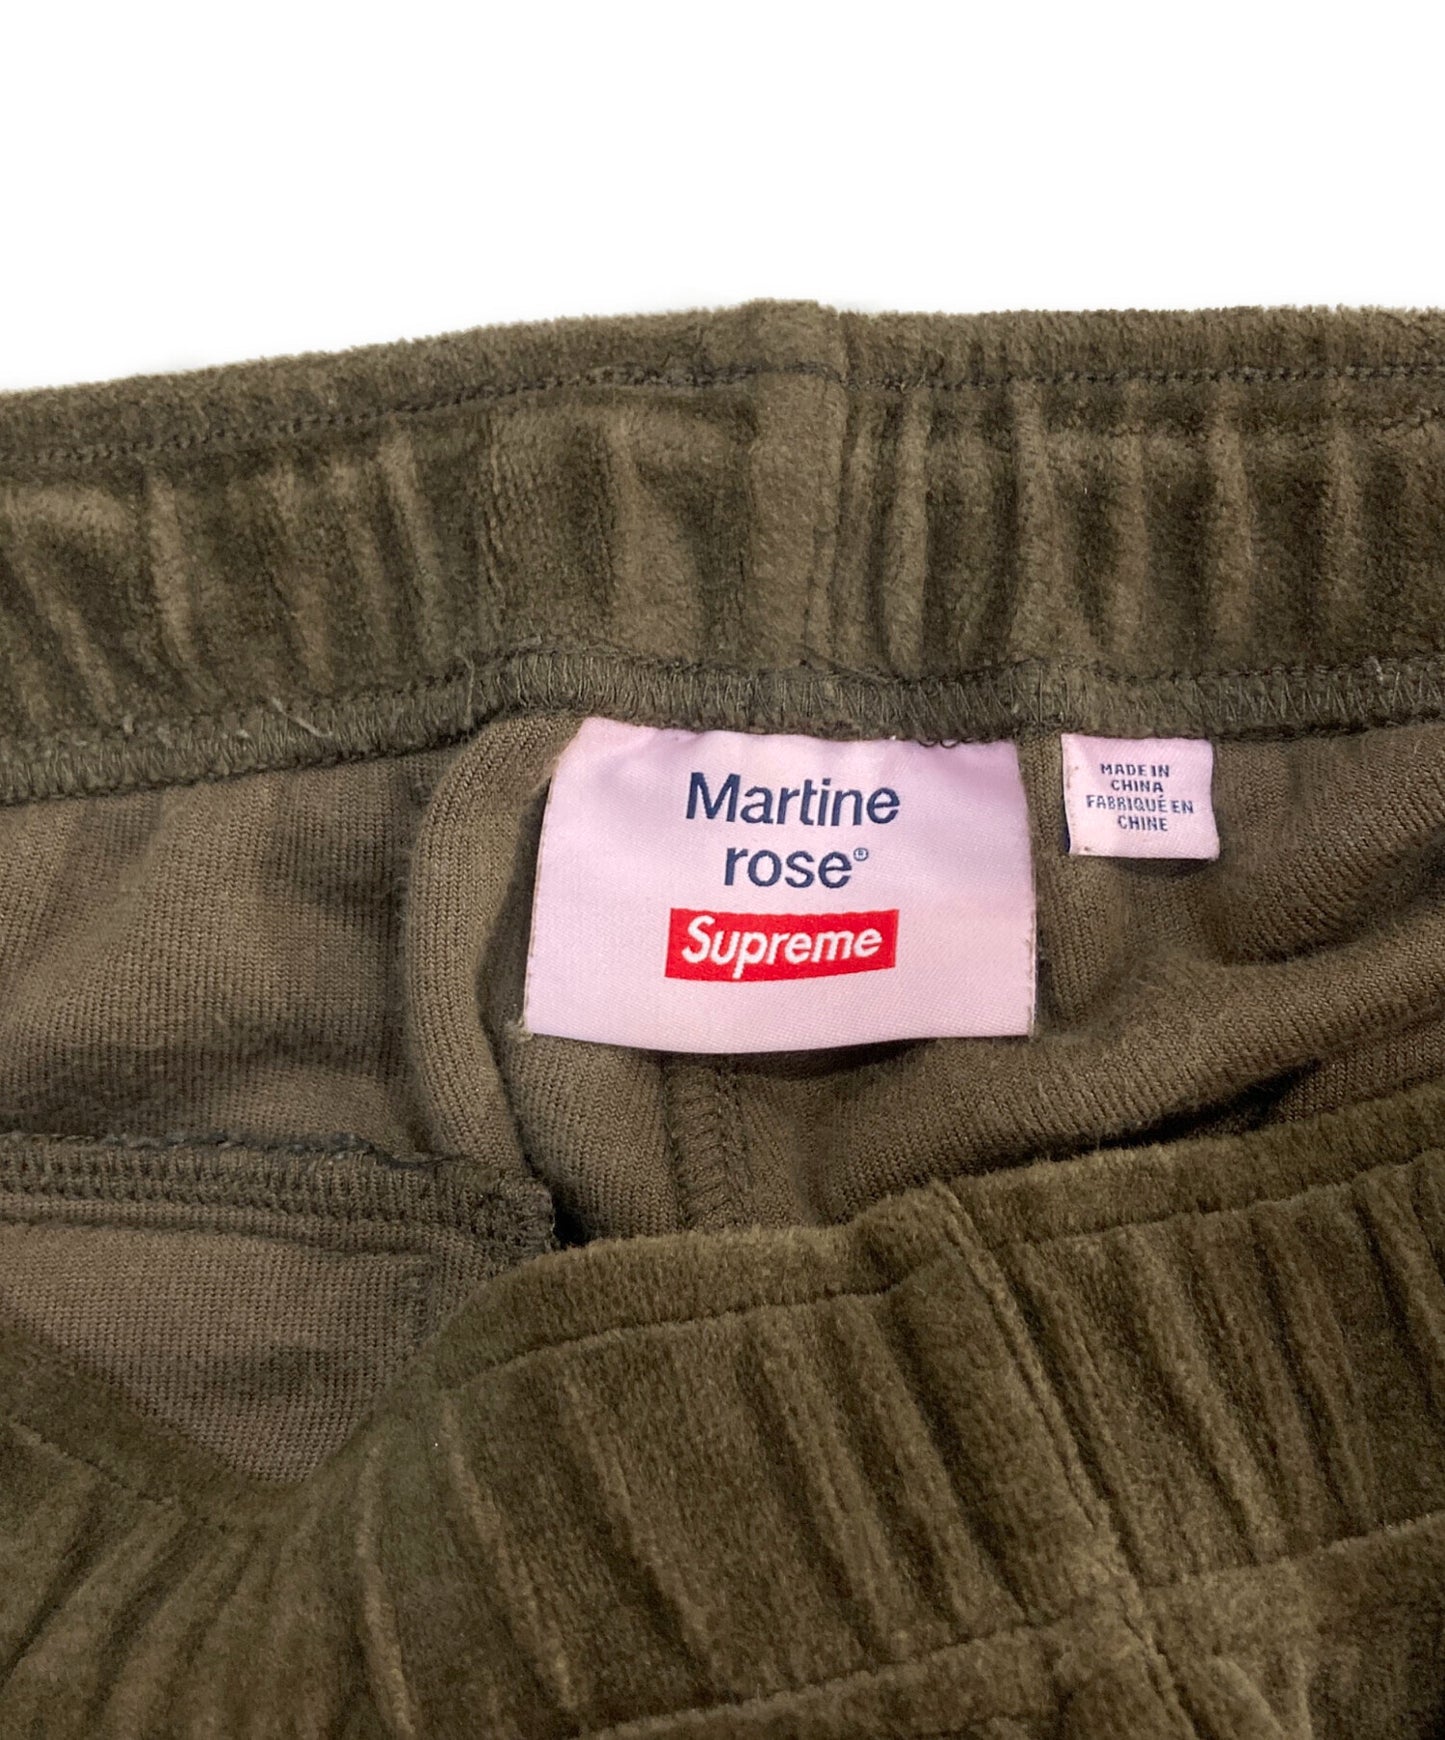 Martine
rose®
Supreme
MADE IN
CHINA
FABRIQUÉ EN
CHINE